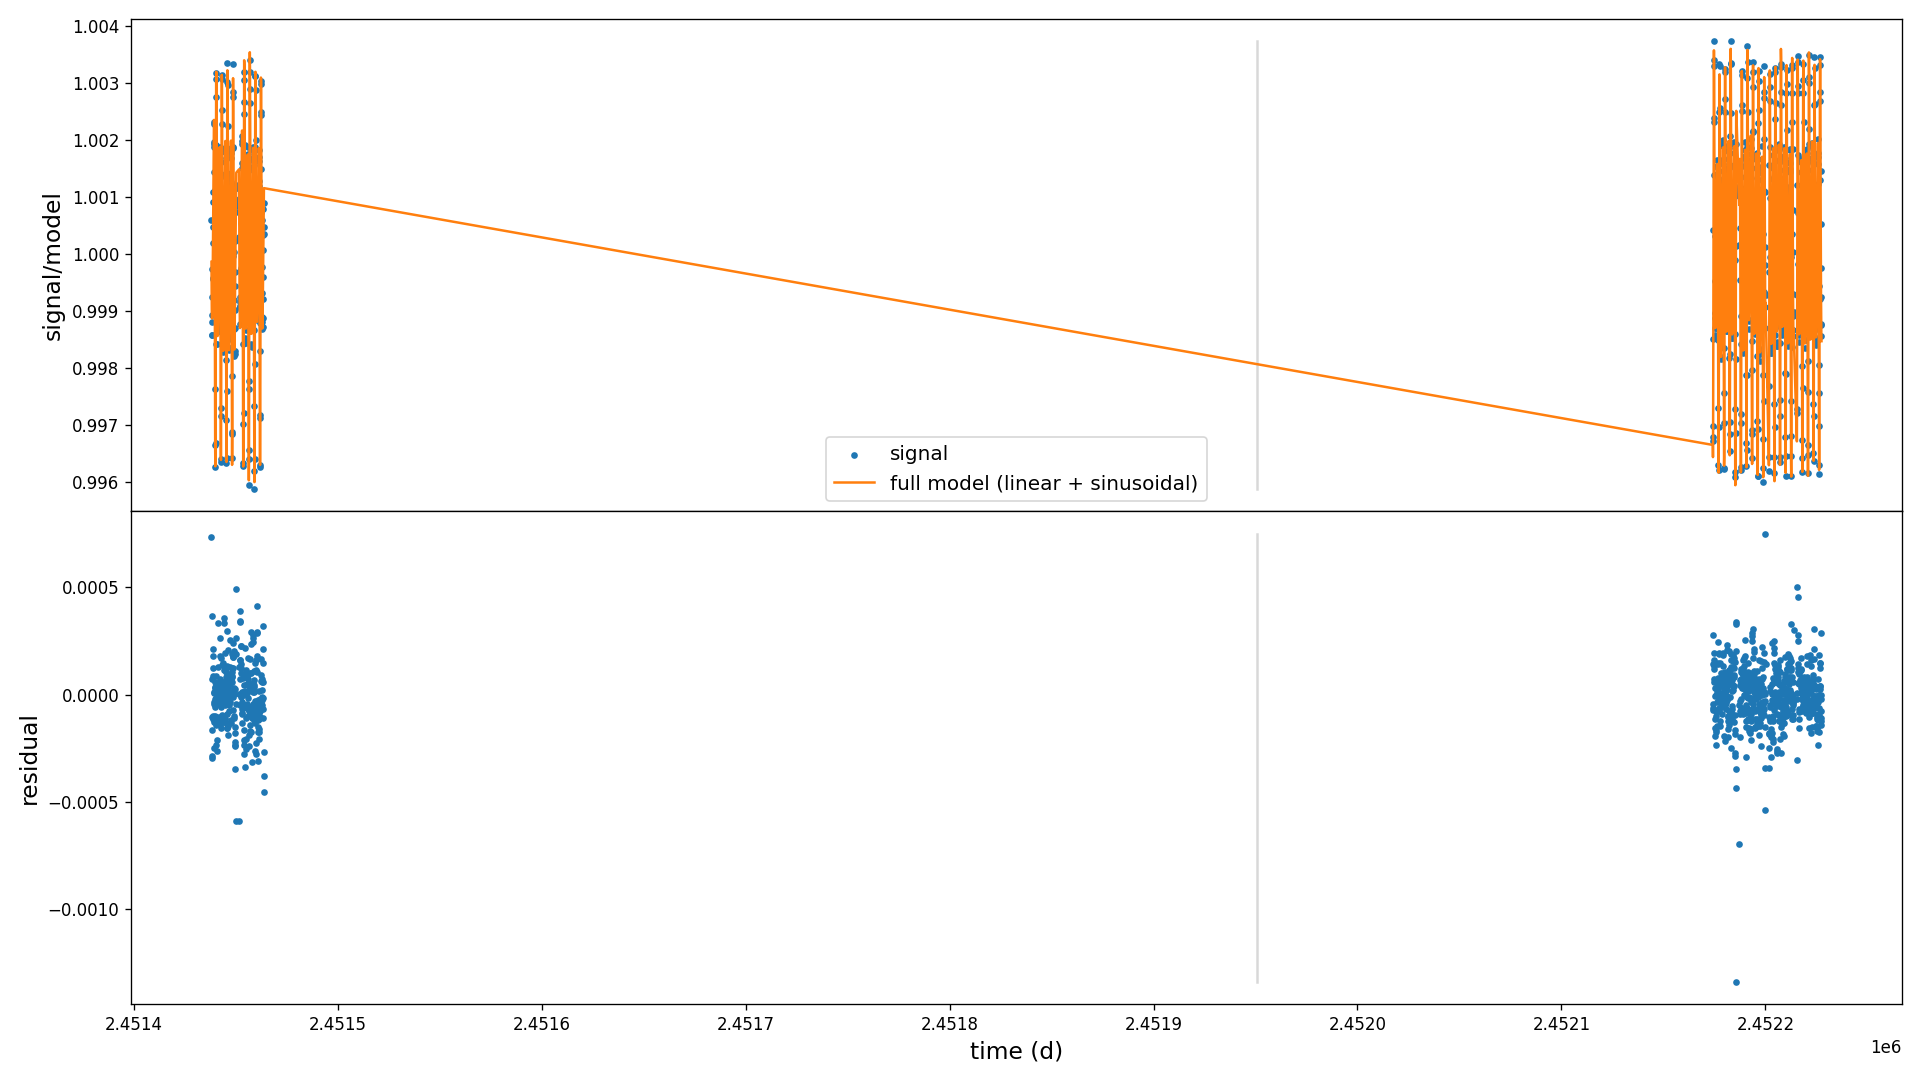 1.004
1.003
1.002
1.001
1.000
0.999
0.998
0.997
0.996
signal/model
signal
full model (linear + sinusoidal)
0.0005
0.0000
−0.0005
−0.0010
residual
2.4514 2.4515 2.4516 2.4517 2.4518 2.4519 2.4520 2.4521 2.4522
1e6
time (d)